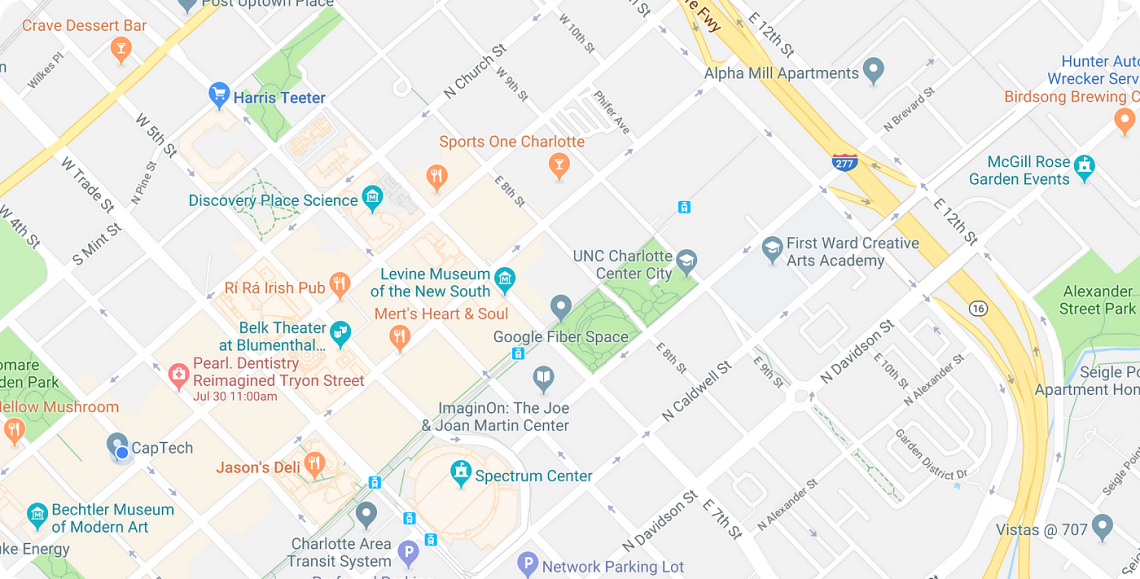 Post Uptown Place
Crave Dessert Bar
Wilkes Pl
Harris Teeter
N Church St
W 10th St
W 9th St
Phifer Ave
E 12th St
Alpha Mill Apartments
N Brevard St
Hunter Auto
Wrecker Serv
Birdsong Brewing C
W 5th St
Sports One Charlotte
277
McGill Rose
Garden Events
W Trade St
N Pine St
Discovery Place Science
E 8th St
W 4th St
S Mint St
E 12th St
UNC Charlotte
Center City
First Ward Creative
Arts Academy
Levine Museum
of the New South
Rí Rá Irish Pub
Alexander
Street Park
16
Mert's Heart & Soul
Belk Theater
at Blumenthal...
Google Fiber Space
Pearl. Dentistry
Reimagined Tryon Street
Jul 30 11:00am
E 8th St
E 9th St
N Davidson St
E 10th St
N Alexander St
Seigle Po
Apartment Hom
N Caldwell St
ImaginOn: The Joe
& Joan Martin Center
ellow Mushroom
CapTech
Jason's Deli
Spectrum Center
Garden District Dr
Seigle
N Alexander St
N Davidson St
E 7th St
Bechtler Museum
of Modern Art
Vistas @ 707
Charlotte Area
Transit System
P
P
Network Parking Lot